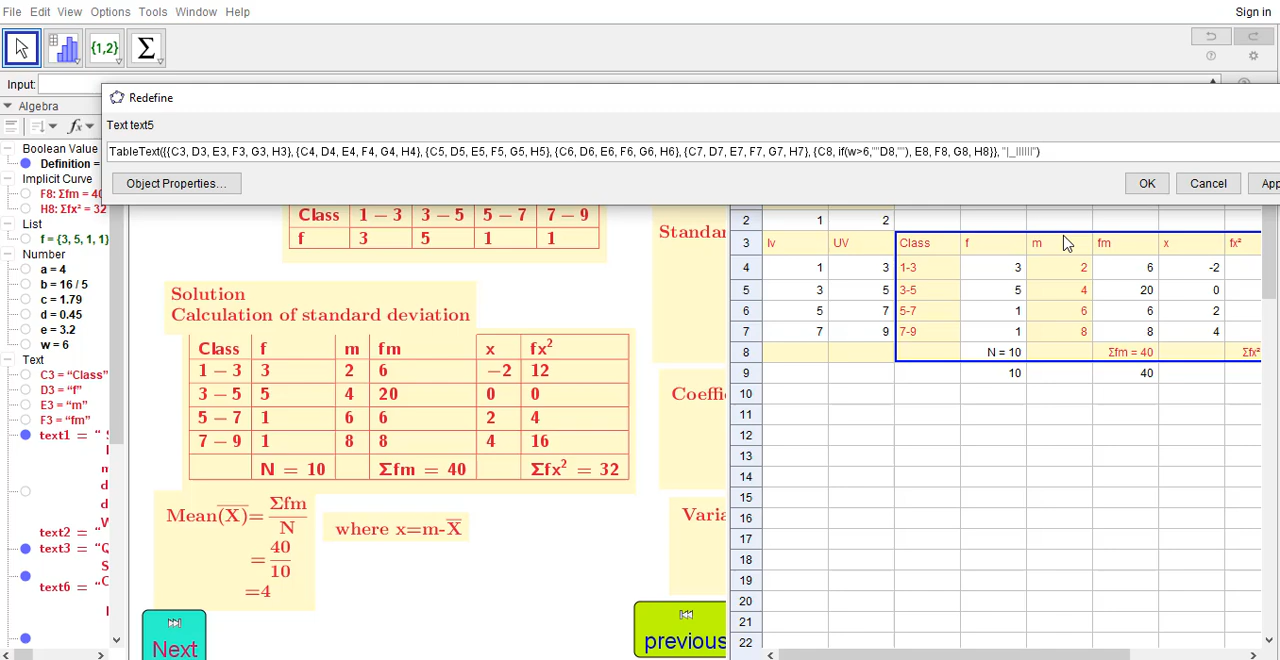 File Edit View Options Tools Window Help
Sign in
{1,2} Σ
Input:
Redefine
Algebra
Text text5
fx
TableText({{C3, D3, E3, F3, G3, H3}, {C4, D4, E4, F4, G4, H4}, {C5, D5, E5, F5, G5, H5}, {C6, D6, E6, F6, G6, H6}, {C7, D7, E7, F7, G7, H7}, {C8, if(w>6,""D8,""), E8, F8, G8, H8}}, "|_||||||")
Object Properties…
OK Cancel App
Boolean Value
Definition =
Implicit Curve
F8: Σfm = 40
H8: Σfx² = 32
List
f = {3, 5, 1, 1}
Number
a = 4
b = 16 / 5
c = 1.79
d = 0.45
e = 3.2
w = 6
Text
C3 = “Class”
D3 = “f”
E3 = “m”
F3 = “fm”
text1 = “
text2 = “
text3 = “Q
text6 = “C
Class 1 − 3 3 − 5 5 − 7 7 − 9
f 3 5 1 1
Solution
Calculation of standard deviation
Class f m fm x fx²
1 − 3 3 2 6 −2 12
3 − 5 5 4 20 0 0
5 − 7 1 6 6 2 4
7 − 9 1 8 8 4 16
N = 10 Σfm = 40 Σfx² = 32
Mean(X̅)= Σfm
N
where x=m-X̅
= 40
10
=4
Next
previous
Standar
Coeffi
Varia
2 1 2
3 lv UV Class f m fm x fx²
4 1 3 1-3 3 2 6 -2
5 3 5 3-5 5 4 20 0
6 5 7 5-7 1 6 6 2
7 7 9 7-9 1 8 8 4
8 N = 10 Σfm = 40 Σfx²
9 10 40
10
11
12
13
14
15
16
17
18
19
20
21
22